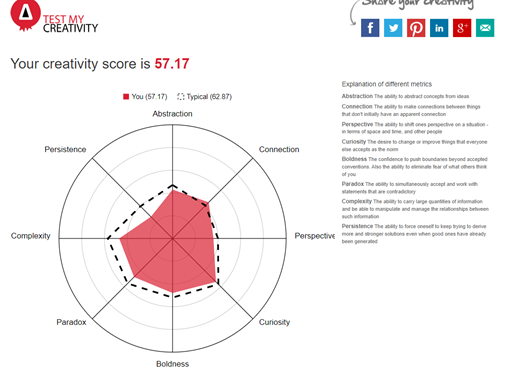 Share your creativity
TEST MY
CREATIVITY
f
in
g+
Your creativity score is 57.17
You (57.17) Typical (62.87)
Abstraction
Persistence
Connection
Complexity
Perspective
Paradox
Curiosity
Boldness
Explanation of different metrics
Abstraction The ability to abstract concepts from ideas
Connection The ability to make connections between things
that don't initially have an apparent connection
Perspective The ability to shift ones perspective on a situation -
in terms of space and time, and other people
Curiosity The desire to change or improve things that everyone
else accepts as the norm
Boldness The confidence to push boundaries beyond accepted
conventions. Also the ability to eliminate fear of what others think
of you
Paradox The ability to simultaneously accept and work with
statements that are contradictory
Complexity The ability to carry large quantities of information
and be able to manipulate and manage the relationships between
such information
Persistence The ability to force oneself to keep trying to derive
more and stronger solutions even when good ones have already
been generated